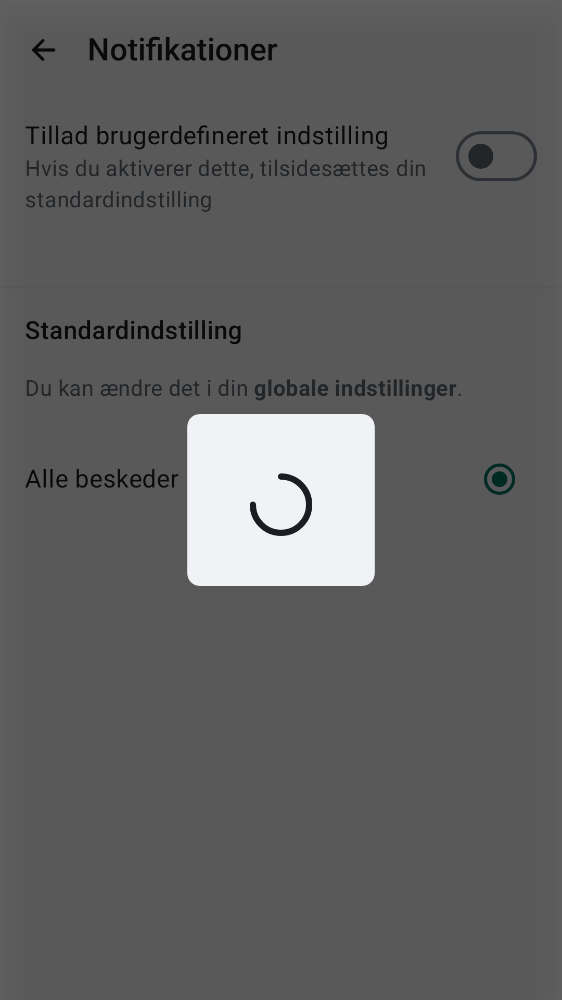 Notifikationer
Tillad brugerdefineret indstilling
Hvis du aktiverer dette, tilsidesættes din
standardindstilling
Standardindstilling
Du kan ændre det i din globale indstillinger.
Alle beskeder